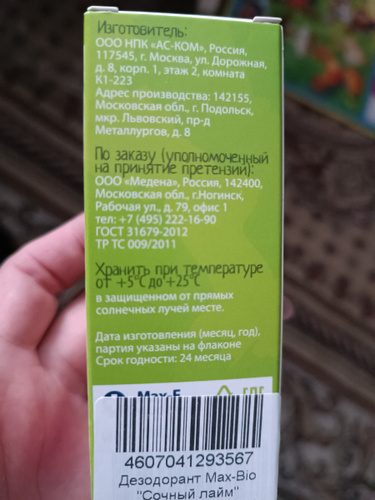 Изготовитель:
ООО НПК "АС-КОМ", Россия,
117545, г. Москва, ул. Дорожная,
д. 8, корп. 1, этаж 2, комната
К1-223
Адрес производства: 142155,
Московская обл., г. Подольск,
мкр. Львовский, пр-д
Металлургов, д. 8
По заказу (уполномоченный
на принятие претензий):
ООО «Медена», Россия, 142400,
Московская обл., г.Ногинск,
Рабочая ул., д. 79, офис 1
тел: +7 (495) 222-16-90
ГОСТ 31679-2012
ТР ТС 009/2011
Хранить при температуре
от +5°С до +25°С
в защищенном от прямых
солнечных лучей месте.
Дата изготовления (месяц, год),
партия указаны на флаконе
Срок годности: 24 месяца
4607041293567
Дезодорант Max-Bio
"Сочный лайм"